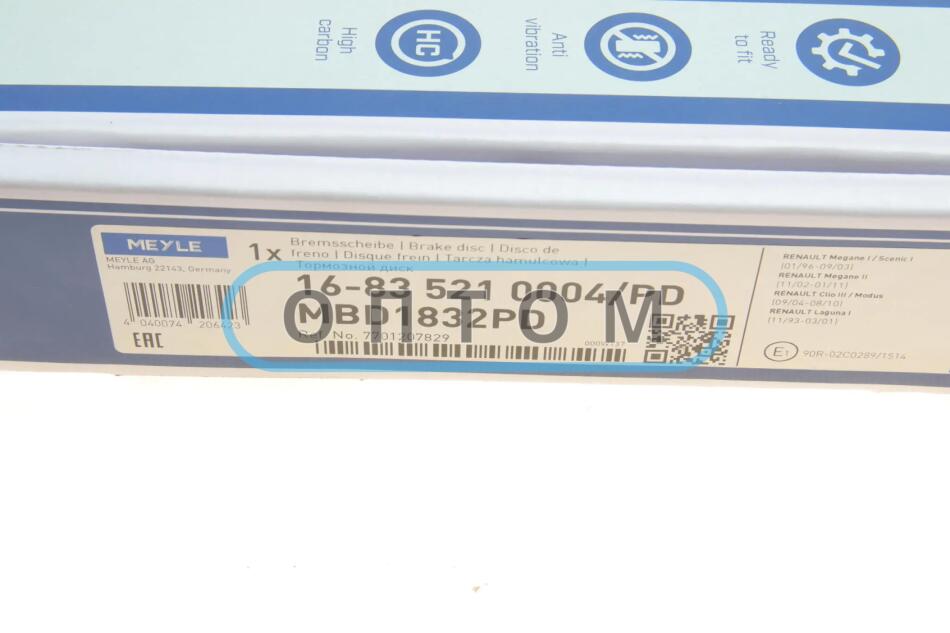 High
carbon
HC
Anti
vibration
Ready
to fit
MEYLE
MEYLE AG
Hamburg 22143, Germany
4 040074 206423
EAC
1x
Bremsscheibe | Brake disc | Disco de
freno | Disque frein | Tarcza hamulcowa |
Тормозной диск
16-83 521 0004/PD
MBD1832PD
Ref. No. 7701207829
ОПТОМ
RENAULT Megane I / Scenic I
(01/96-09/03)
RENAULT Megane II
(11/02-01/11)
RENAULT Clio III / Modus
(09/04-08/10)
RENAULT Laguna I
(11/93-03/01)
E1 90R-02C0289/1514